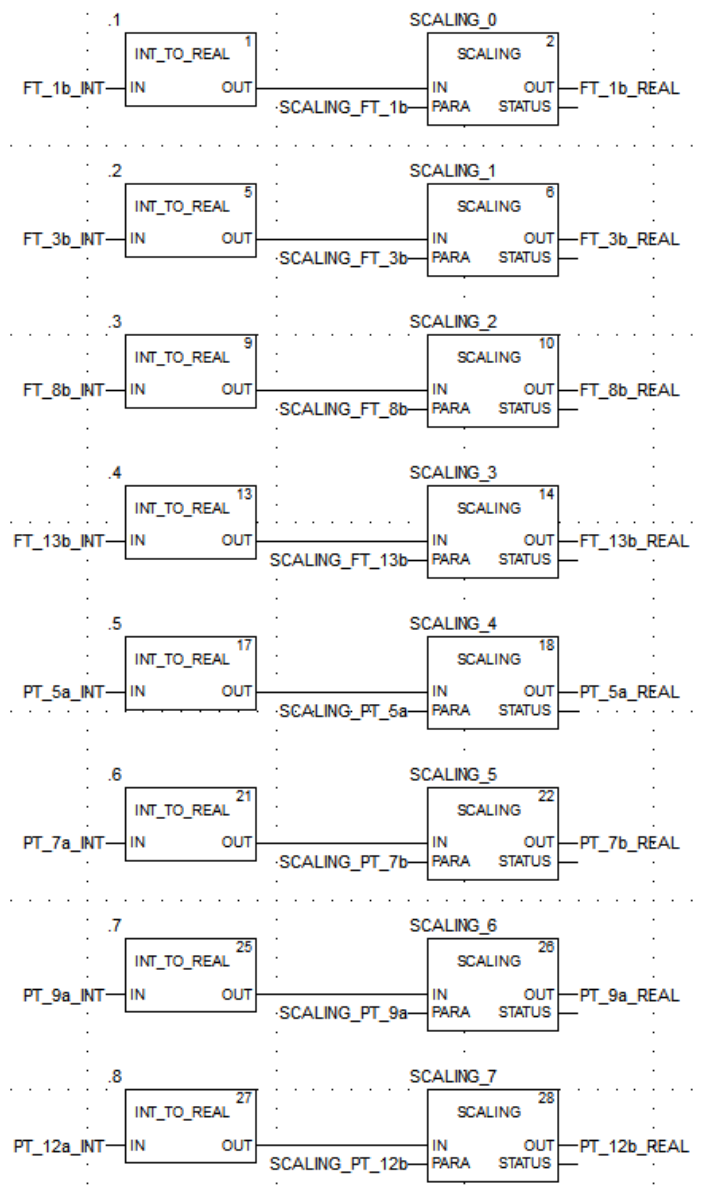 .1 SCALING_0
INT_TO_REAL 1 SCALING 2
FT_1b_INT IN OUT IN OUT FT_1b_REAL
SCALING_FT_1b PARA STATUS
.2 SCALING_1
INT_TO_REAL 5 SCALING 6
FT_3b_INT IN OUT IN OUT FT_3b_REAL
SCALING_FT_3b PARA STATUS
.3 SCALING_2
INT_TO_REAL 9 SCALING 10
FT_8b_INT IN OUT IN OUT FT_8b_REAL
SCALING_FT_8b PARA STATUS
.4 SCALING_3
INT_TO_REAL 13 SCALING 14
FT_13b_INT IN OUT IN OUT FT_13b_REAL
SCALING_FT_13b PARA STATUS
.5 SCALING_4
INT_TO_REAL 17 SCALING 18
PT_5a_INT IN OUT IN OUT PT_5a_REAL
SCALING_PT_5a PARA STATUS
.6 SCALING_5
INT_TO_REAL 21 SCALING 22
PT_7a_INT IN OUT IN OUT PT_7b_REAL
SCALING_PT_7b PARA STATUS
.7 SCALING_6
INT_TO_REAL 25 SCALING 26
PT_9a_INT IN OUT IN OUT PT_9a_REAL
SCALING_PT_9a PARA STATUS
.8 SCALING_7
INT_TO_REAL 27 SCALING 28
PT_12a_INT IN OUT IN OUT PT_12b_REAL
SCALING_PT_12b PARA STATUS